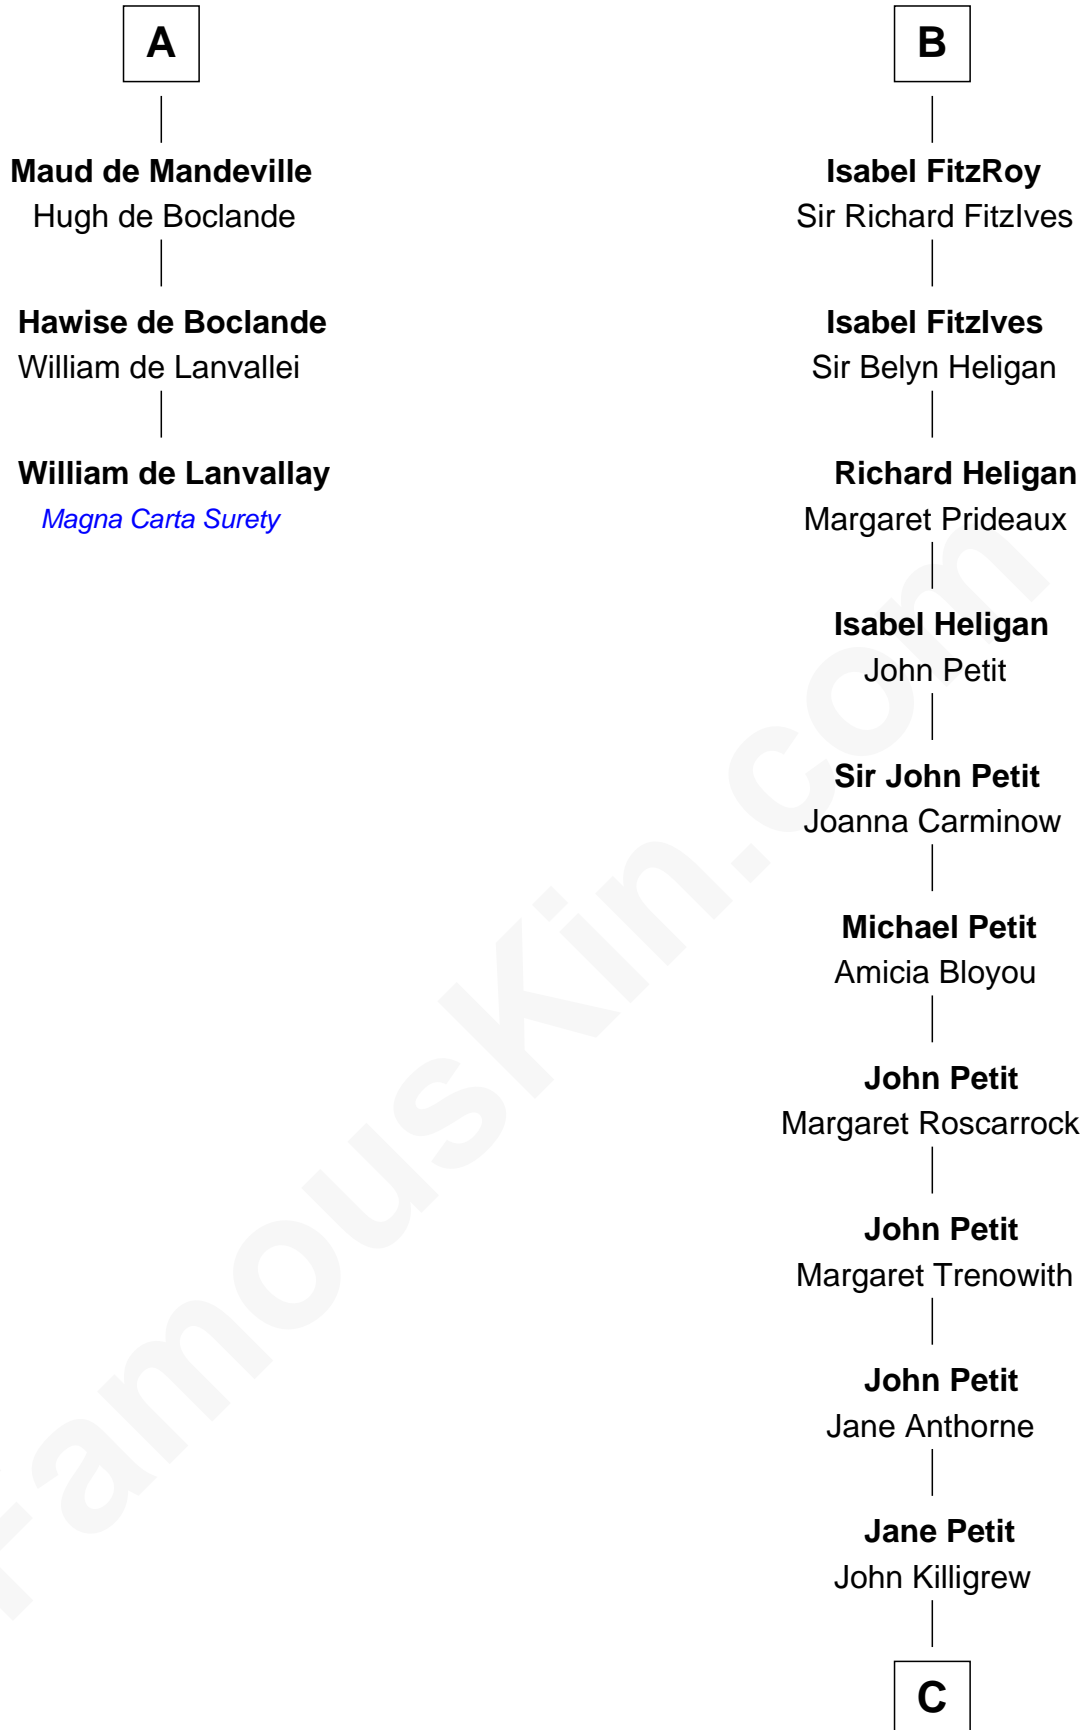 A
Maud de Mandeville
Hugh de Boclande
Hawise de Boclande
William de Lanvallei
William de Lanvallay
Magna Carta Surety
B
Isabel FitzRoy
Sir Richard FitzIves
Isabel FitzIves
Sir Belyn Heligan
Richard Heligan
Margaret Prideaux
Isabel Heligan
John Petit
Sir John Petit
Joanna Carminow
Michael Petit
Amicia Bloyou
John Petit
Margaret Roscarrock
John Petit
Margaret Trenowith
John Petit
Jane Anthorne
Jane Petit
John Killigrew
C
FamousKin.com